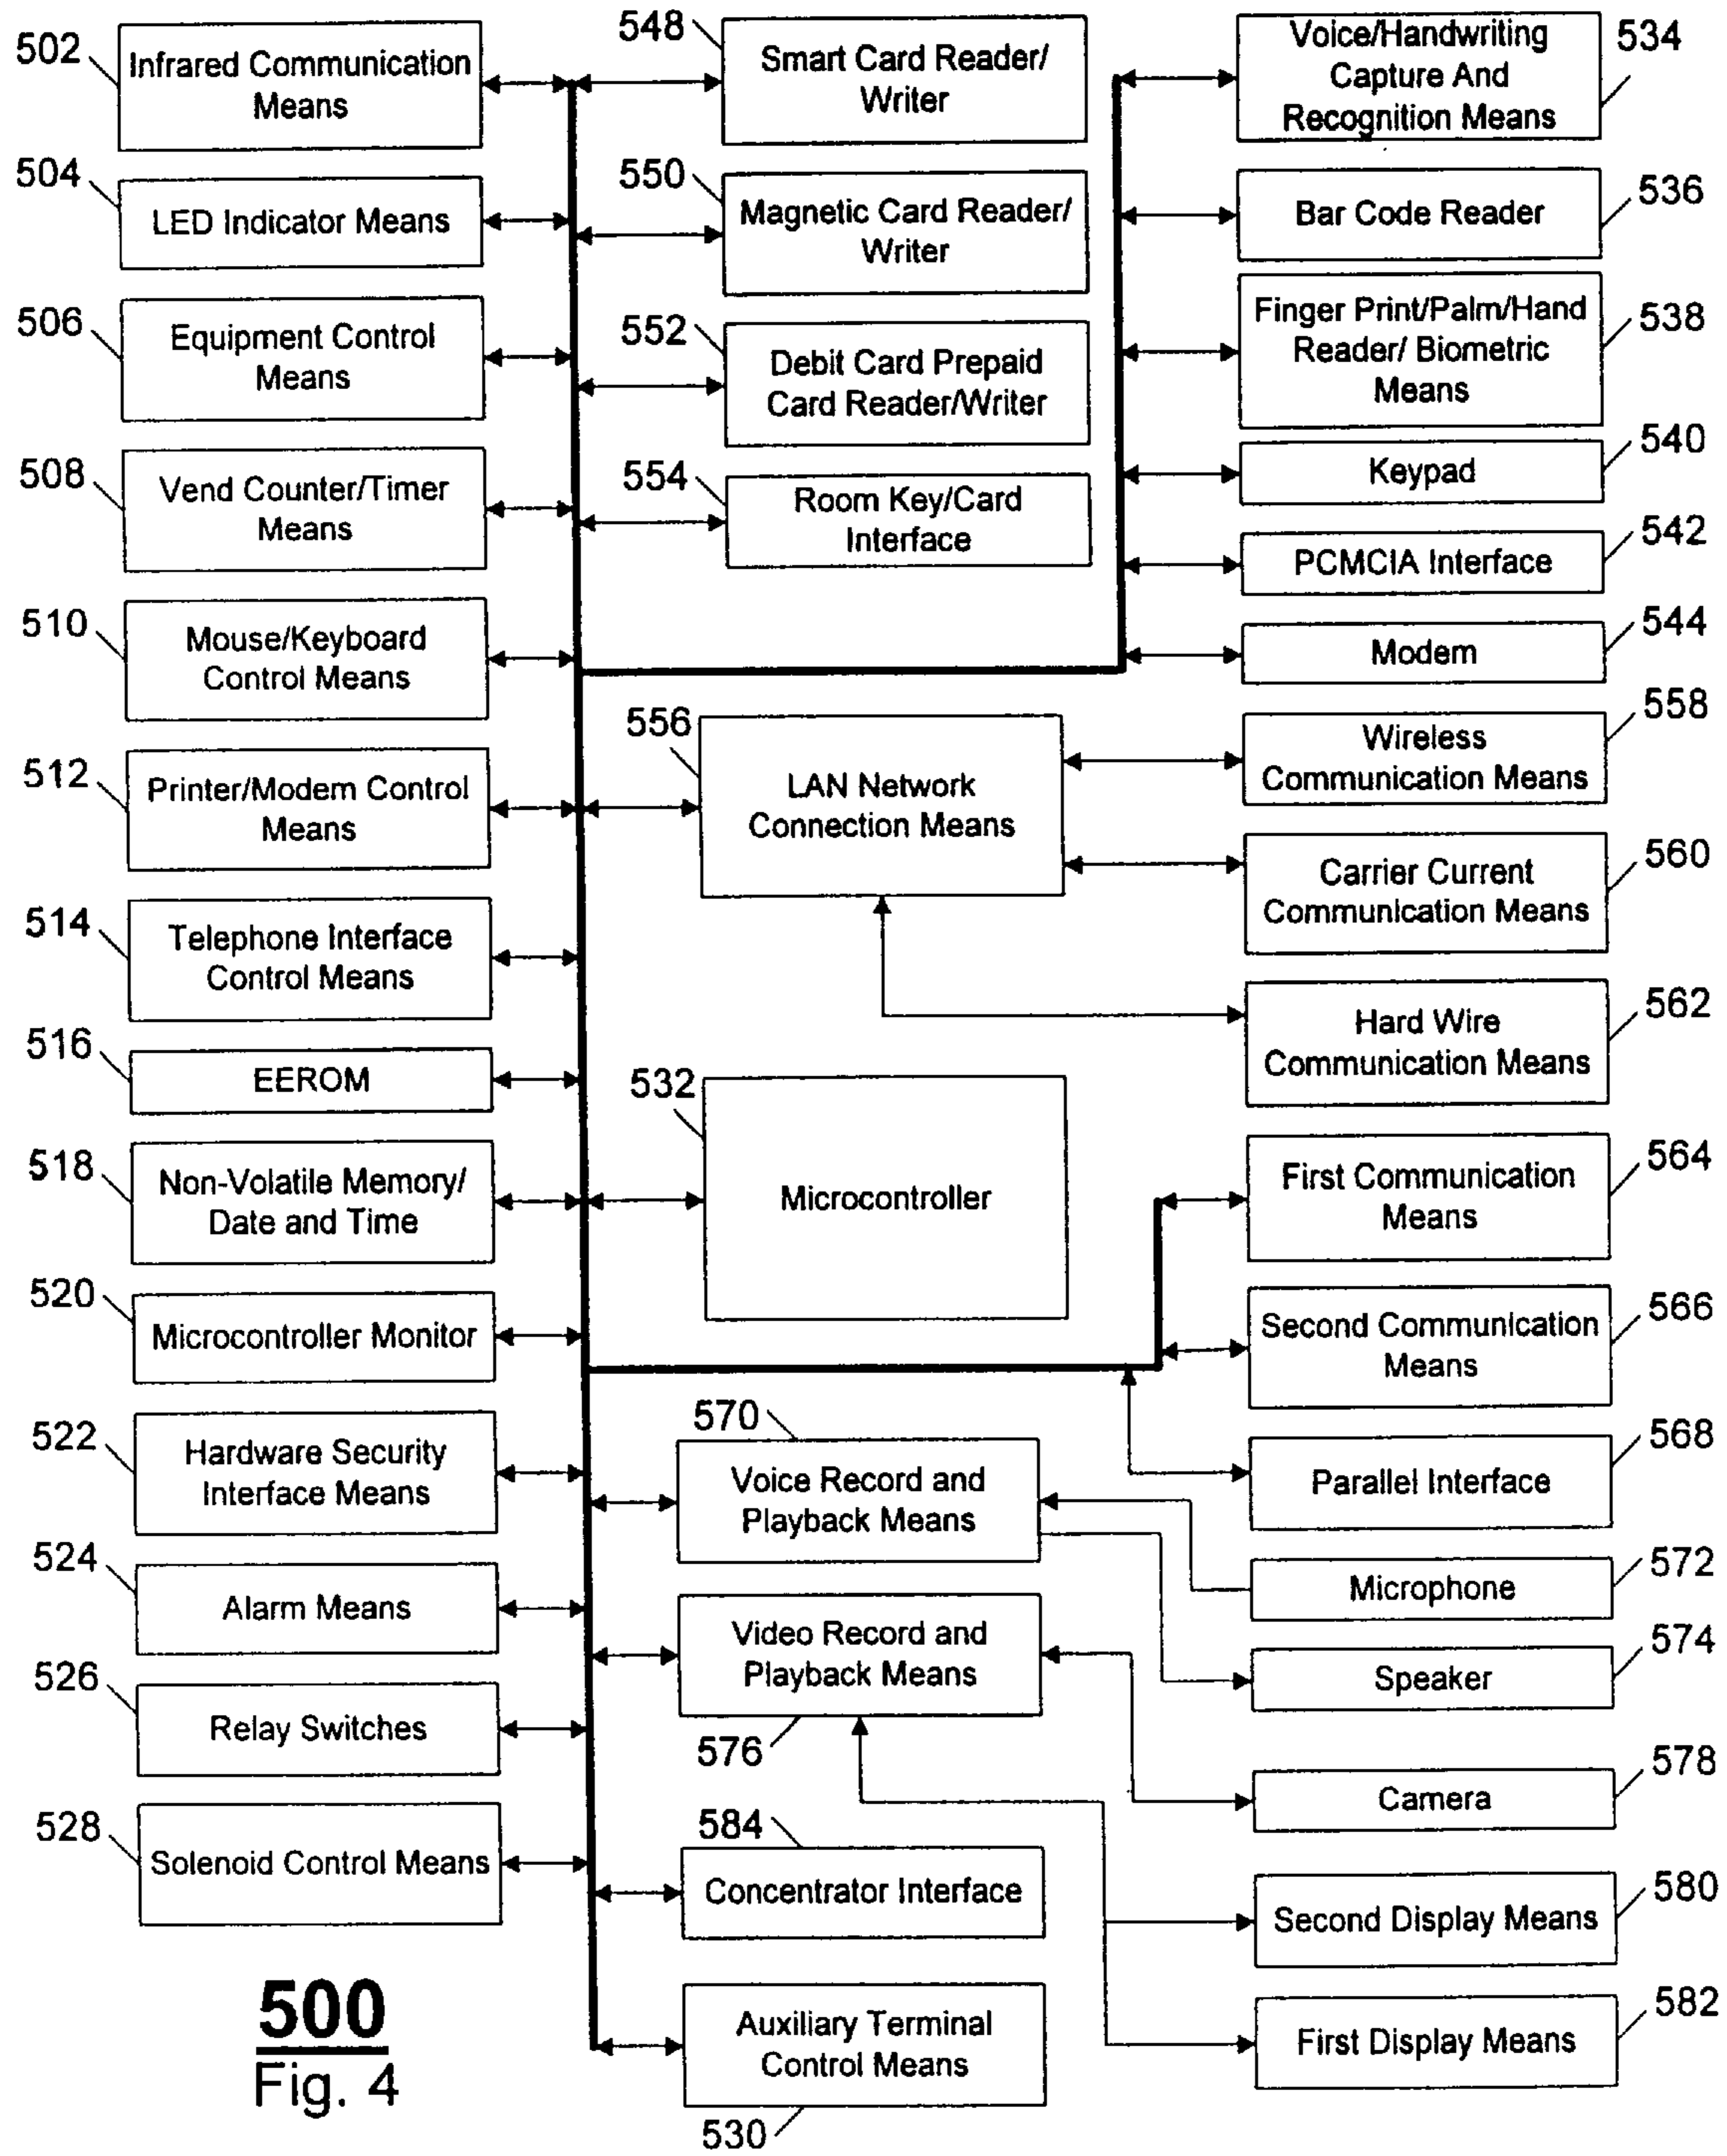 502
Infrared Communication
Means
504
LED Indicator Means
506
Equipment Control
Means
508
Vend Counter/Timer
Means
510
Mouse/Keyboard
Control Means
512
Printer/Modem Control
Means
514
Telephone Interface
Control Means
516
EEROM
518
Non-Volatile Memory/
Date and Time
520
Microcontroller Monitor
522
Hardware Security
Interface Means
524
Alarm Means
526
Relay Switches
528
Solenoid Control Means
548
Smart Card Reader/
Writer
550
Magnetic Card Reader/
Writer
552
Debit Card Prepaid
Card Reader/Writer
554
Room Key/Card
Interface
556
LAN Network
Connection Means
532
Microcontroller
570
Voice Record and
Playback Means
Video Record and
Playback Means
576
584
Concentrator Interface
Auxiliary Terminal
Control Means
530
Voice/Handwriting
Capture And
Recognition Means
534
Bar Code Reader
536
Finger Print/Palm/Hand
Reader/ Biometric
Means
538
Keypad
540
PCMCIA Interface
542
Modem
544
Wireless
Communication Means
558
Carrier Current
Communication Means
560
Hard Wire
Communication Means
562
First Communication
Means
564
Second Communication
Means
566
Parallel Interface
568
Microphone
572
Speaker
574
Camera
578
Second Display Means
580
First Display Means
582
500
Fig. 4